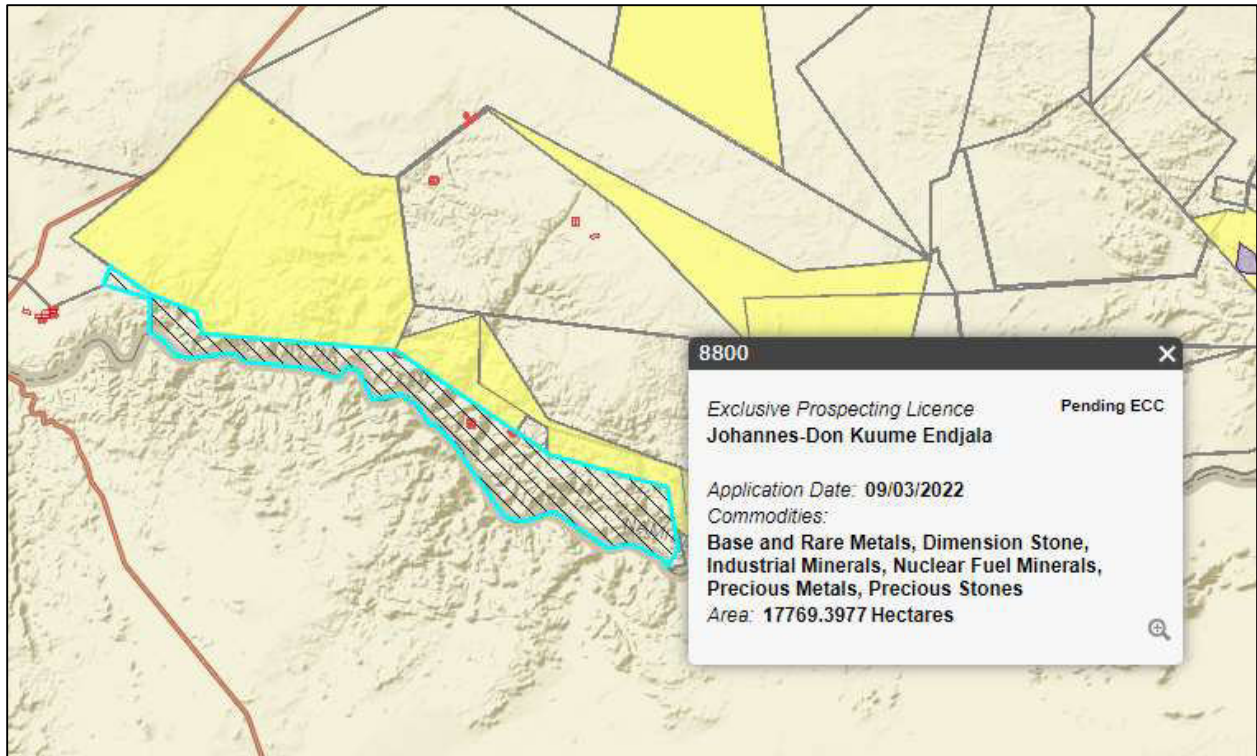 8800
Exclusive Prospecting Licence
Pending ECC
Johannes-Don Kuume Endjala
Application Date: 09/03/2022
Commodities:
Base and Rare Metals, Dimension Stone,
Industrial Minerals, Nuclear Fuel Minerals,
Precious Metals, Precious Stones
Area: 17769.3977 Hectares